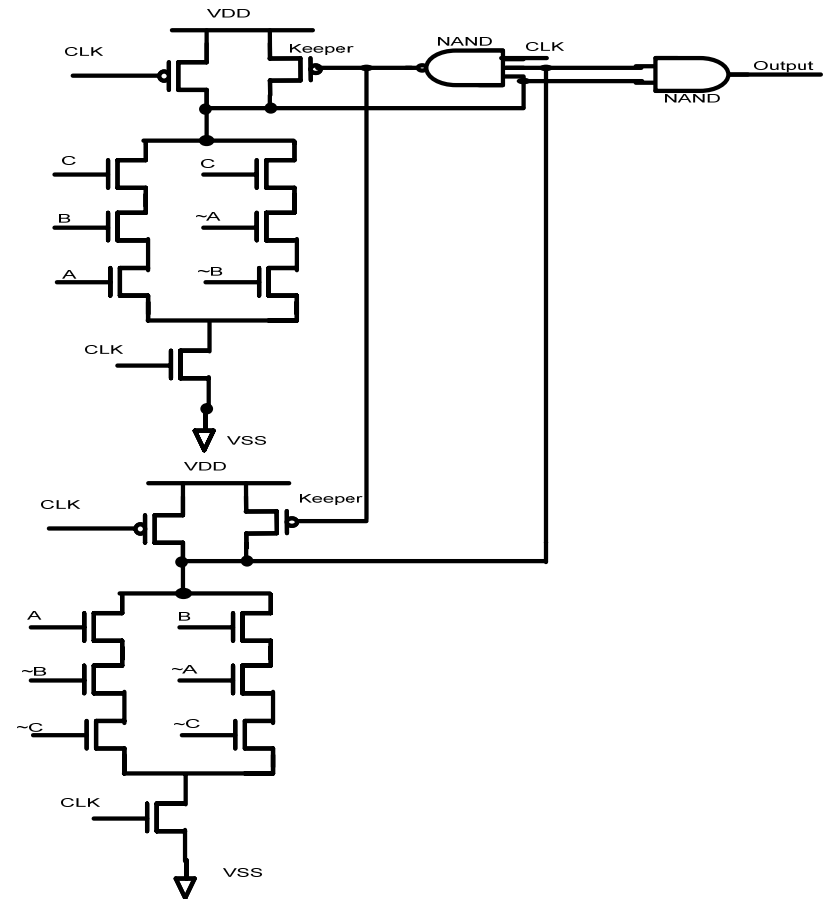 VDD
CLK
Keeper
NAND
CLK
Output
NAND
C
C
B
~A
A
~B
CLK
VSS
VDD
CLK
Keeper
A
B
~B
~A
~C
~C
CLK
VSS